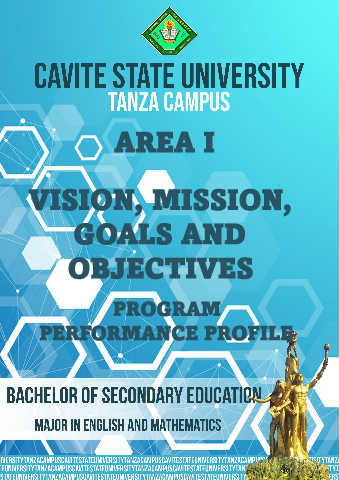 CAVITE STATE UNIVERSITY
TANZA CAMPUS
AREA I
VISION, MISSION,
GOALS AND
OBJECTIVES
PROGRAM
PERFORMANCE PROFILE
BACHELOR OF SECONDARY EDUCATION
MAJOR IN ENGLISH AND MATHEMATICS